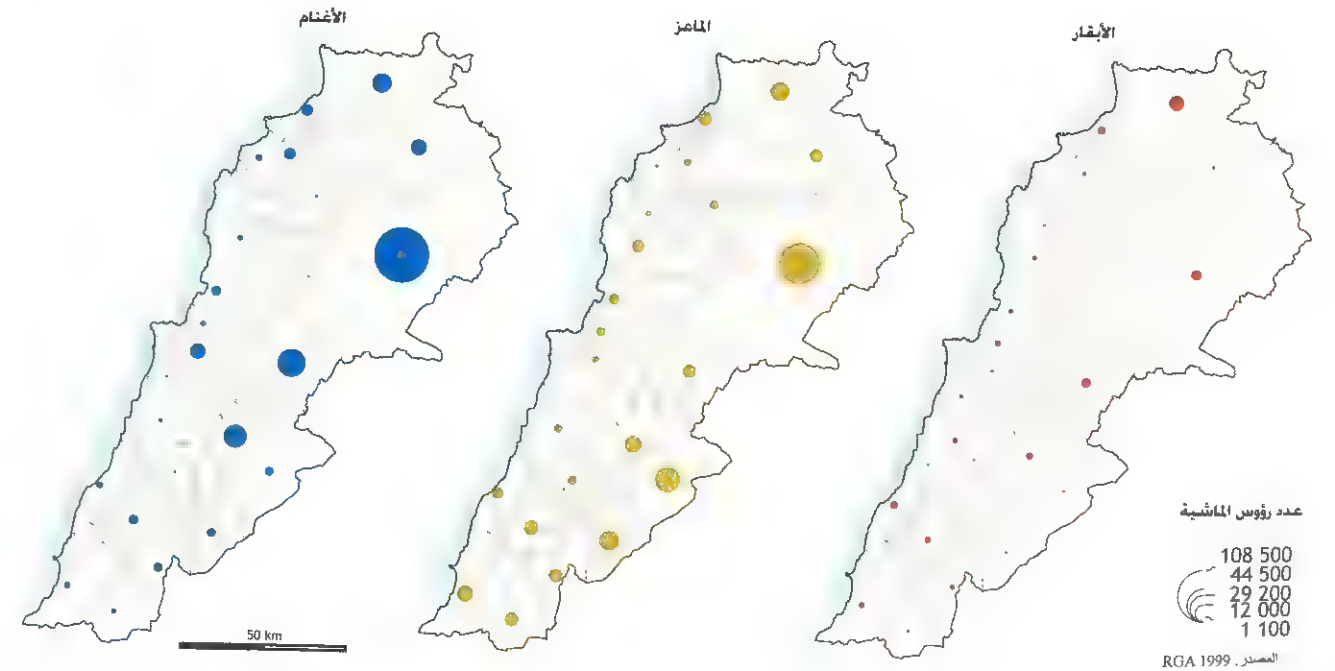 الأغنام
الماعز
الأبقار
50 km
عدد رؤوس الماشية
108 500
44 500
29 200
12 000
1 100
المصدر. RGA 1999